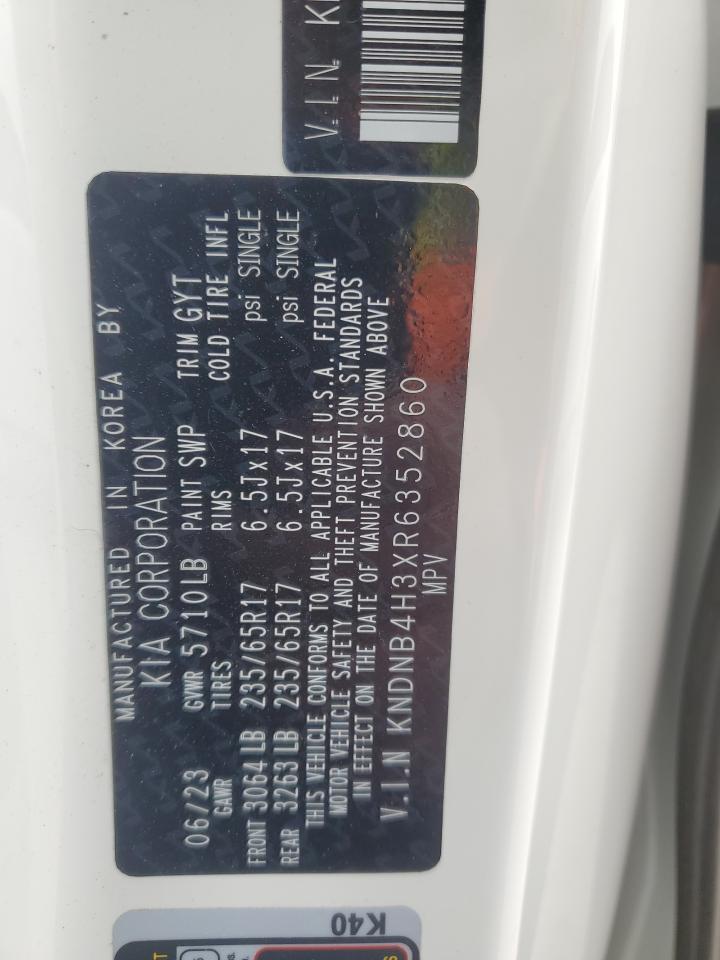 MANUFACTURED IN KOREA BY
KIA CORPORATION
06/23 GVWR 5710LB PAINT SWP TRIM GYT
GAWR TIRES RIMS COLD TIRE INFL
FRONT 3064LB 235/65R17 6.5Jx17 psi SINGLE
REAR 3263LB 235/65R17 6.5Jx17 psi SINGLE
THIS VEHICLE CONFORMS TO ALL APPLICABLE U.S.A. FEDERAL
MOTOR VEHICLE SAFETY AND THEFT PREVENTION STANDARDS
IN EFFECT ON THE DATE OF MANUFACTURE SHOWN ABOVE
V.I.N KNDNB4H3XR6352860
MPV
V.I.N.
K40